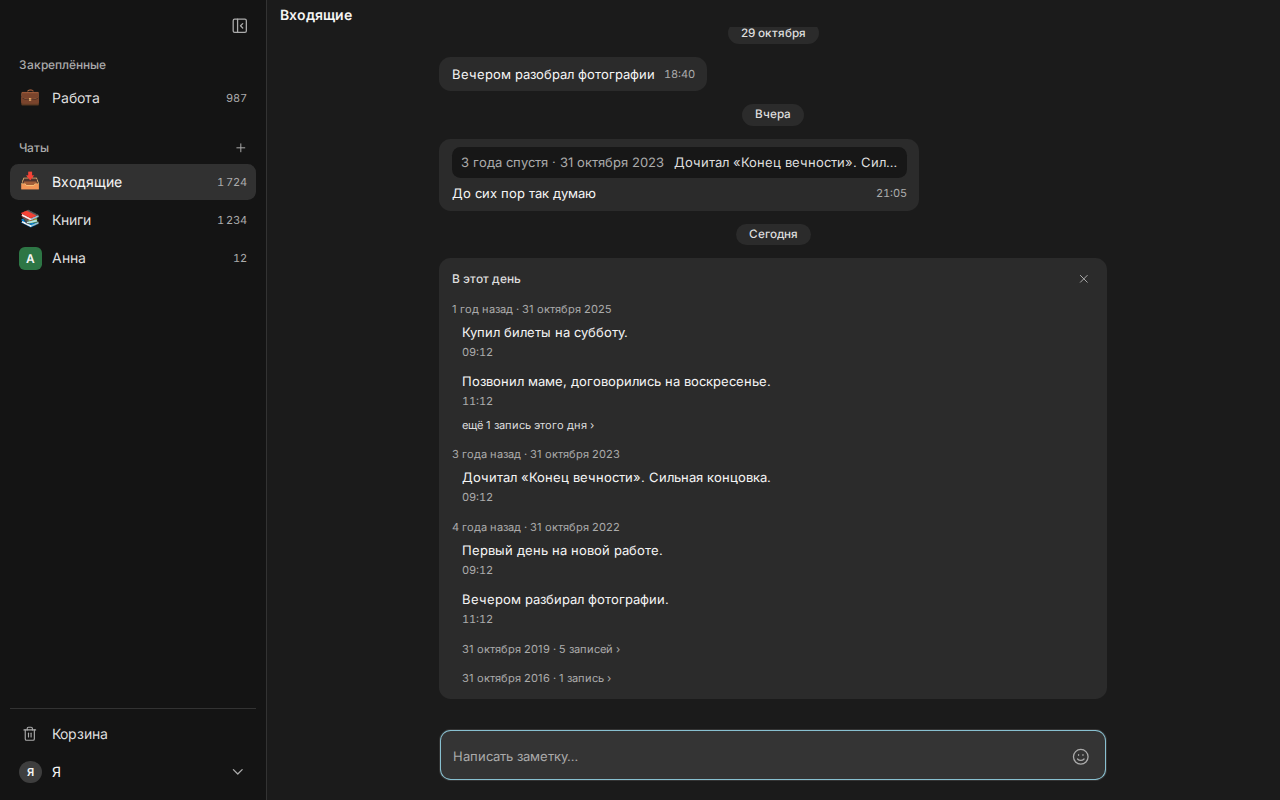 Входящие
29 октября
Закреплённые
Вечером разобрал фотографии 18:40
Работа 987
Вчера
Чаты
3 года спустя · 31 октября 2023 Дочитал «Конец вечности». Сил...
Входящие 1 724
До сих пор так думаю 21:05
Книги 1 234
Сегодня
А Анна 12
В этот день
1 год назад · 31 октября 2025
Купил билеты на субботу.
09:12
Позвонил маме, договорились на воскресенье.
11:12
ещё 1 запись этого дня ›
3 года назад · 31 октября 2023
Дочитал «Конец вечности». Сильная концовка.
09:12
4 года назад · 31 октября 2022
Первый день на новой работе.
09:12
Вечером разбирал фотографии.
11:12
31 октября 2019 · 5 записей ›
31 октября 2016 · 1 запись ›
Корзина
Написать заметку...
Я Я